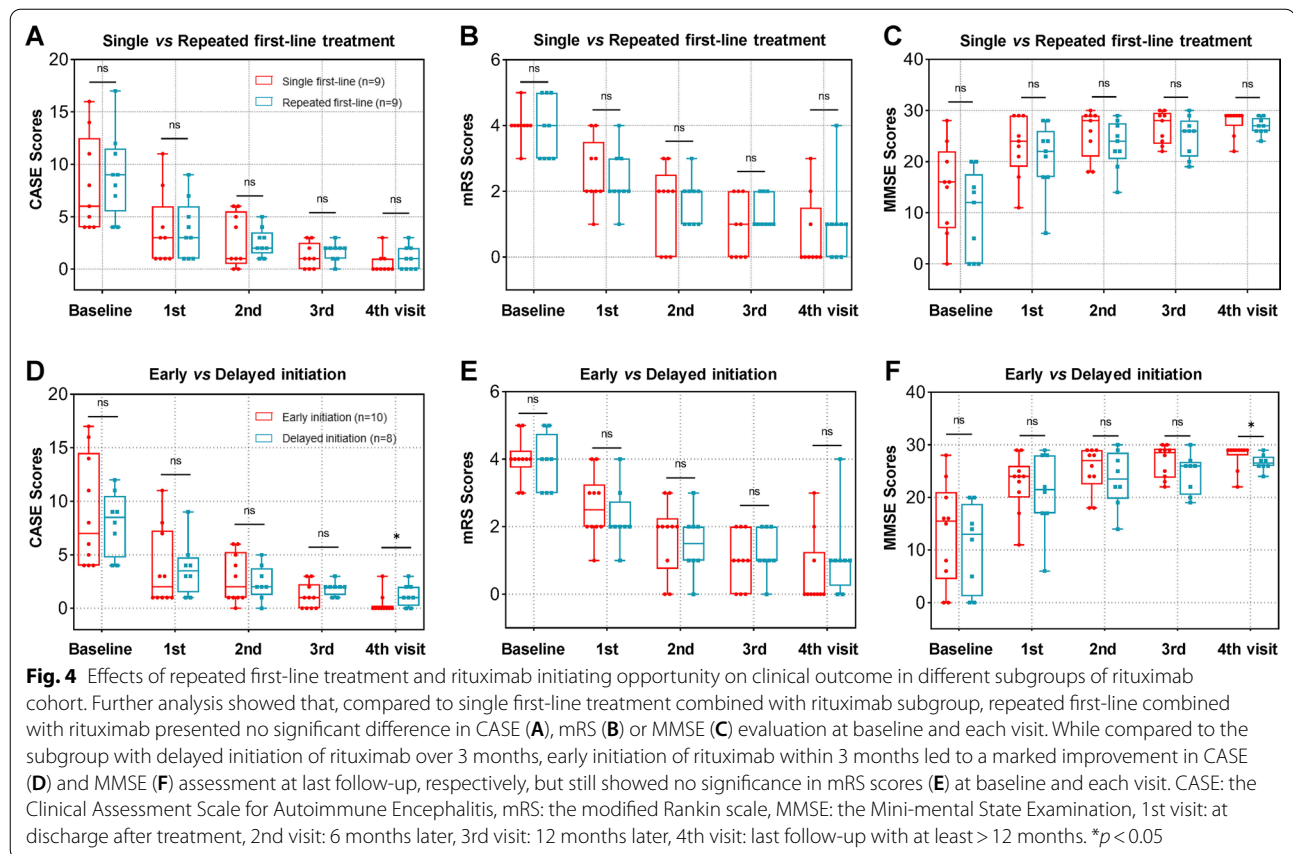 A
Single vs Repeated first-line treatment
CASE Scores
20
15
10
5
0
ns
ns
ns
ns
ns
Single first-line (n=9)
Repeated first-line (n=9)
Baseline 1st 2nd 3rd 4th visit
B
Single vs Repeated first-line treatment
mRS Scores
6
4
2
0
ns
ns
ns
ns
ns
Baseline 1st 2nd 3rd 4th visit
C
Single vs Repeated first-line treatment
MMSE Scores
40
30
20
10
0
ns
ns
ns
ns
ns
Baseline 1st 2nd 3rd 4th visit
D
Early vs Delayed initiation
CASE Scores
20
15
10
5
0
ns
ns
ns
ns
*
Early initiation (n=10)
Delayed initiation (n=8)
Baseline 1st 2nd 3rd 4th visit
E
Early vs Delayed initiation
mRS Scores
6
4
2
0
ns
ns
ns
ns
ns
Baseline 1st 2nd 3rd 4th visit
F
Early vs Delayed initiation
MMSE Scores
40
30
20
10
0
ns
ns
ns
ns
*
Baseline 1st 2nd 3rd 4th visit
Fig. 4 Effects of repeated first-line treatment and rituximab initiating opportunity on clinical outcome in different subgroups of rituximab
cohort. Further analysis showed that, compared to single first-line treatment combined with rituximab subgroup, repeated first-line combined
with rituximab presented no significant difference in CASE (A), mRS (B) or MMSE (C) evaluation at baseline and each visit. While compared to the
subgroup with delayed initiation of rituximab over 3 months, early initiation of rituximab within 3 months led to a marked improvement in CASE
(D) and MMSE (F) assessment at last follow-up, respectively, but still showed no significance in mRS scores (E) at baseline and each visit. CASE: the
Clinical Assessment Scale for Autoimmune Encephalitis, mRS: the modified Rankin scale, MMSE: the Mini-mental State Examination, 1st visit: at
discharge after treatment, 2nd visit: 6 months later, 3rd visit: 12 months later, 4th visit: last follow-up with at least > 12 months. *p < 0.05